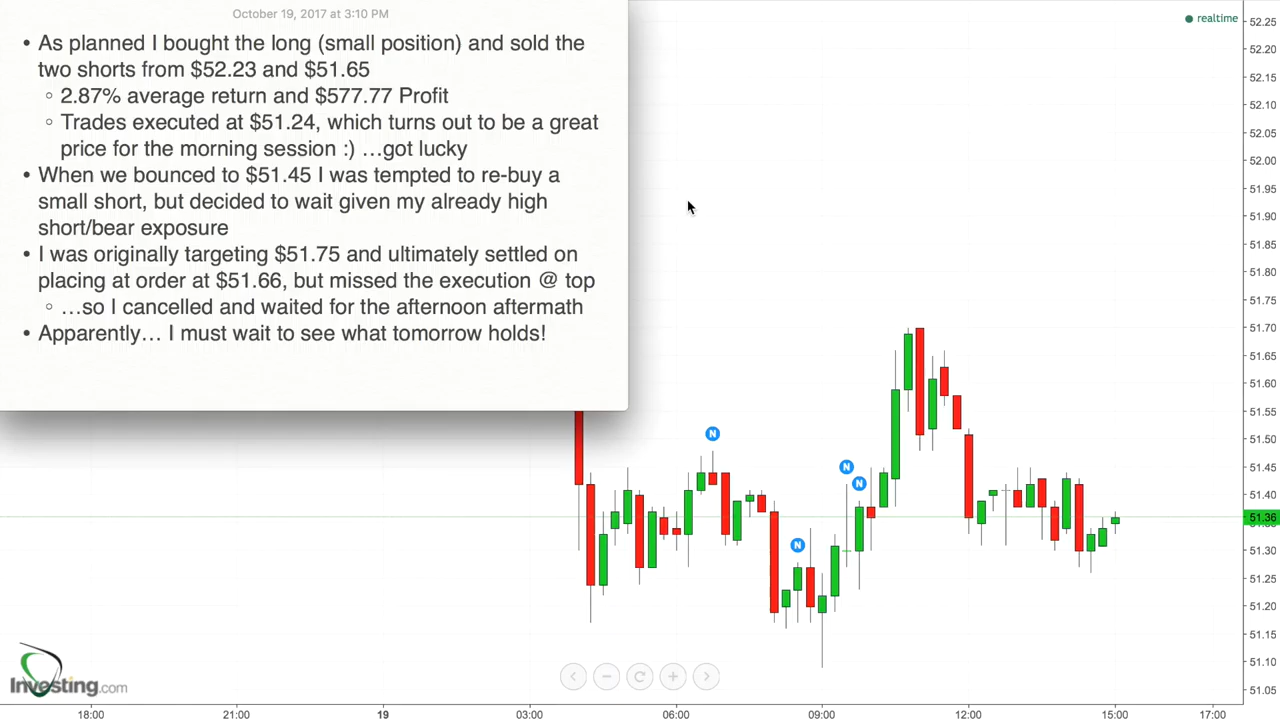 October 19, 2017 at 3:10 PM
• As planned I bought the long (small position) and sold the
two shorts from $52.23 and $51.65
◦ 2.87% average return and $577.77 Profit
◦ Trades executed at $51.24, which turns out to be a great
price for the morning session :) …got lucky
• When we bounced to $51.45 I was tempted to re-buy a
small short, but decided to wait given my already high
short/bear exposure
• I was originally targeting $51.75 and ultimately settled on
placing at order at $51.66, but missed the execution @ top
◦ …so I cancelled and waited for the afternoon aftermath
• Apparently… I must wait to see what tomorrow holds!
realtime
52.25
52.20
52.15
52.10
52.05
52.00
51.95
51.90
51.85
51.80
51.75
51.70
51.65
51.60
51.55
51.50
51.45
51.40
51.36
51.30
51.25
51.20
51.15
51.10
51.05
N
N
N
N
Investing.com
18:00 21:00 19 03:00 06:00 09:00 12:00 15:00 17:00